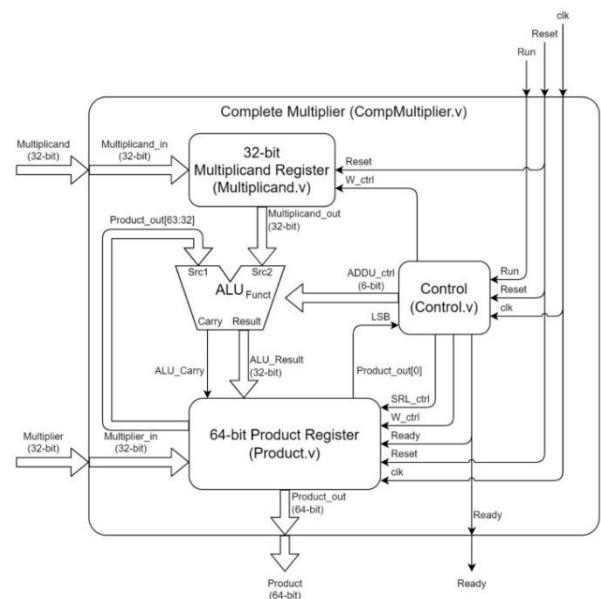 clk
Reset
Run
Complete Multiplier (CompMultiplier.v)
Multiplicand
(32-bit)
Multiplicand_in
(32-bit)
32-bit
Multiplicand Register
(Multiplicand.v)
Reset
W_ctrl
Product_out[63:32]
Multiplicand_out
(32-bit)
Src1
Src2
ALU
Funct
Carry
Result
ADDU_ctrl
(6-bit)
Control
(Control.v)
Run
Reset
clk
LSB
ALU_Carry
ALU_Result
(32-bit)
Product_out[0]
SRL_ctrl
W_ctrl
Ready
Reset
clk
Multiplier
(32-bit)
Multiplier_in
(32-bit)
64-bit Product Register
(Product.v)
Product_out
(64-bit)
Ready
Product
(64-bit)
Ready